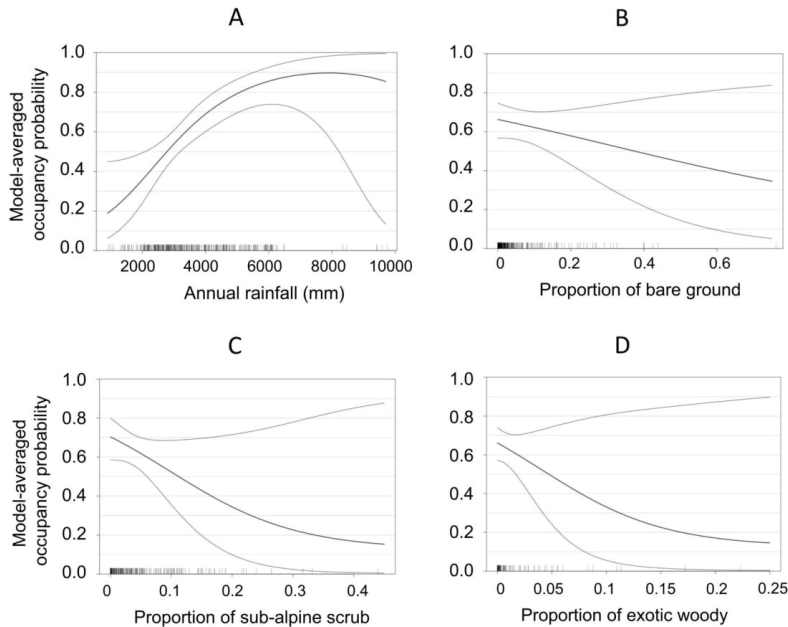 A
Model-averaged
occupancy probability
1.0
0.8
0.6
0.4
0.2
0.0
2000 4000 6000 8000 10000
Annual rainfall (mm)
B
1.0
0.8
0.6
0.4
0.2
0.0
0 0.2 0.4 0.6
Proportion of bare ground
C
Model-averaged
occupancy probability
1.0
0.8
0.6
0.4
0.2
0.0
0 0.1 0.2 0.3 0.4
Proportion of sub-alpine scrub
D
1.0
0.8
0.6
0.4
0.2
0.0
0 0.05 0.1 0.15 0.20 0.25
Proportion of exotic woody